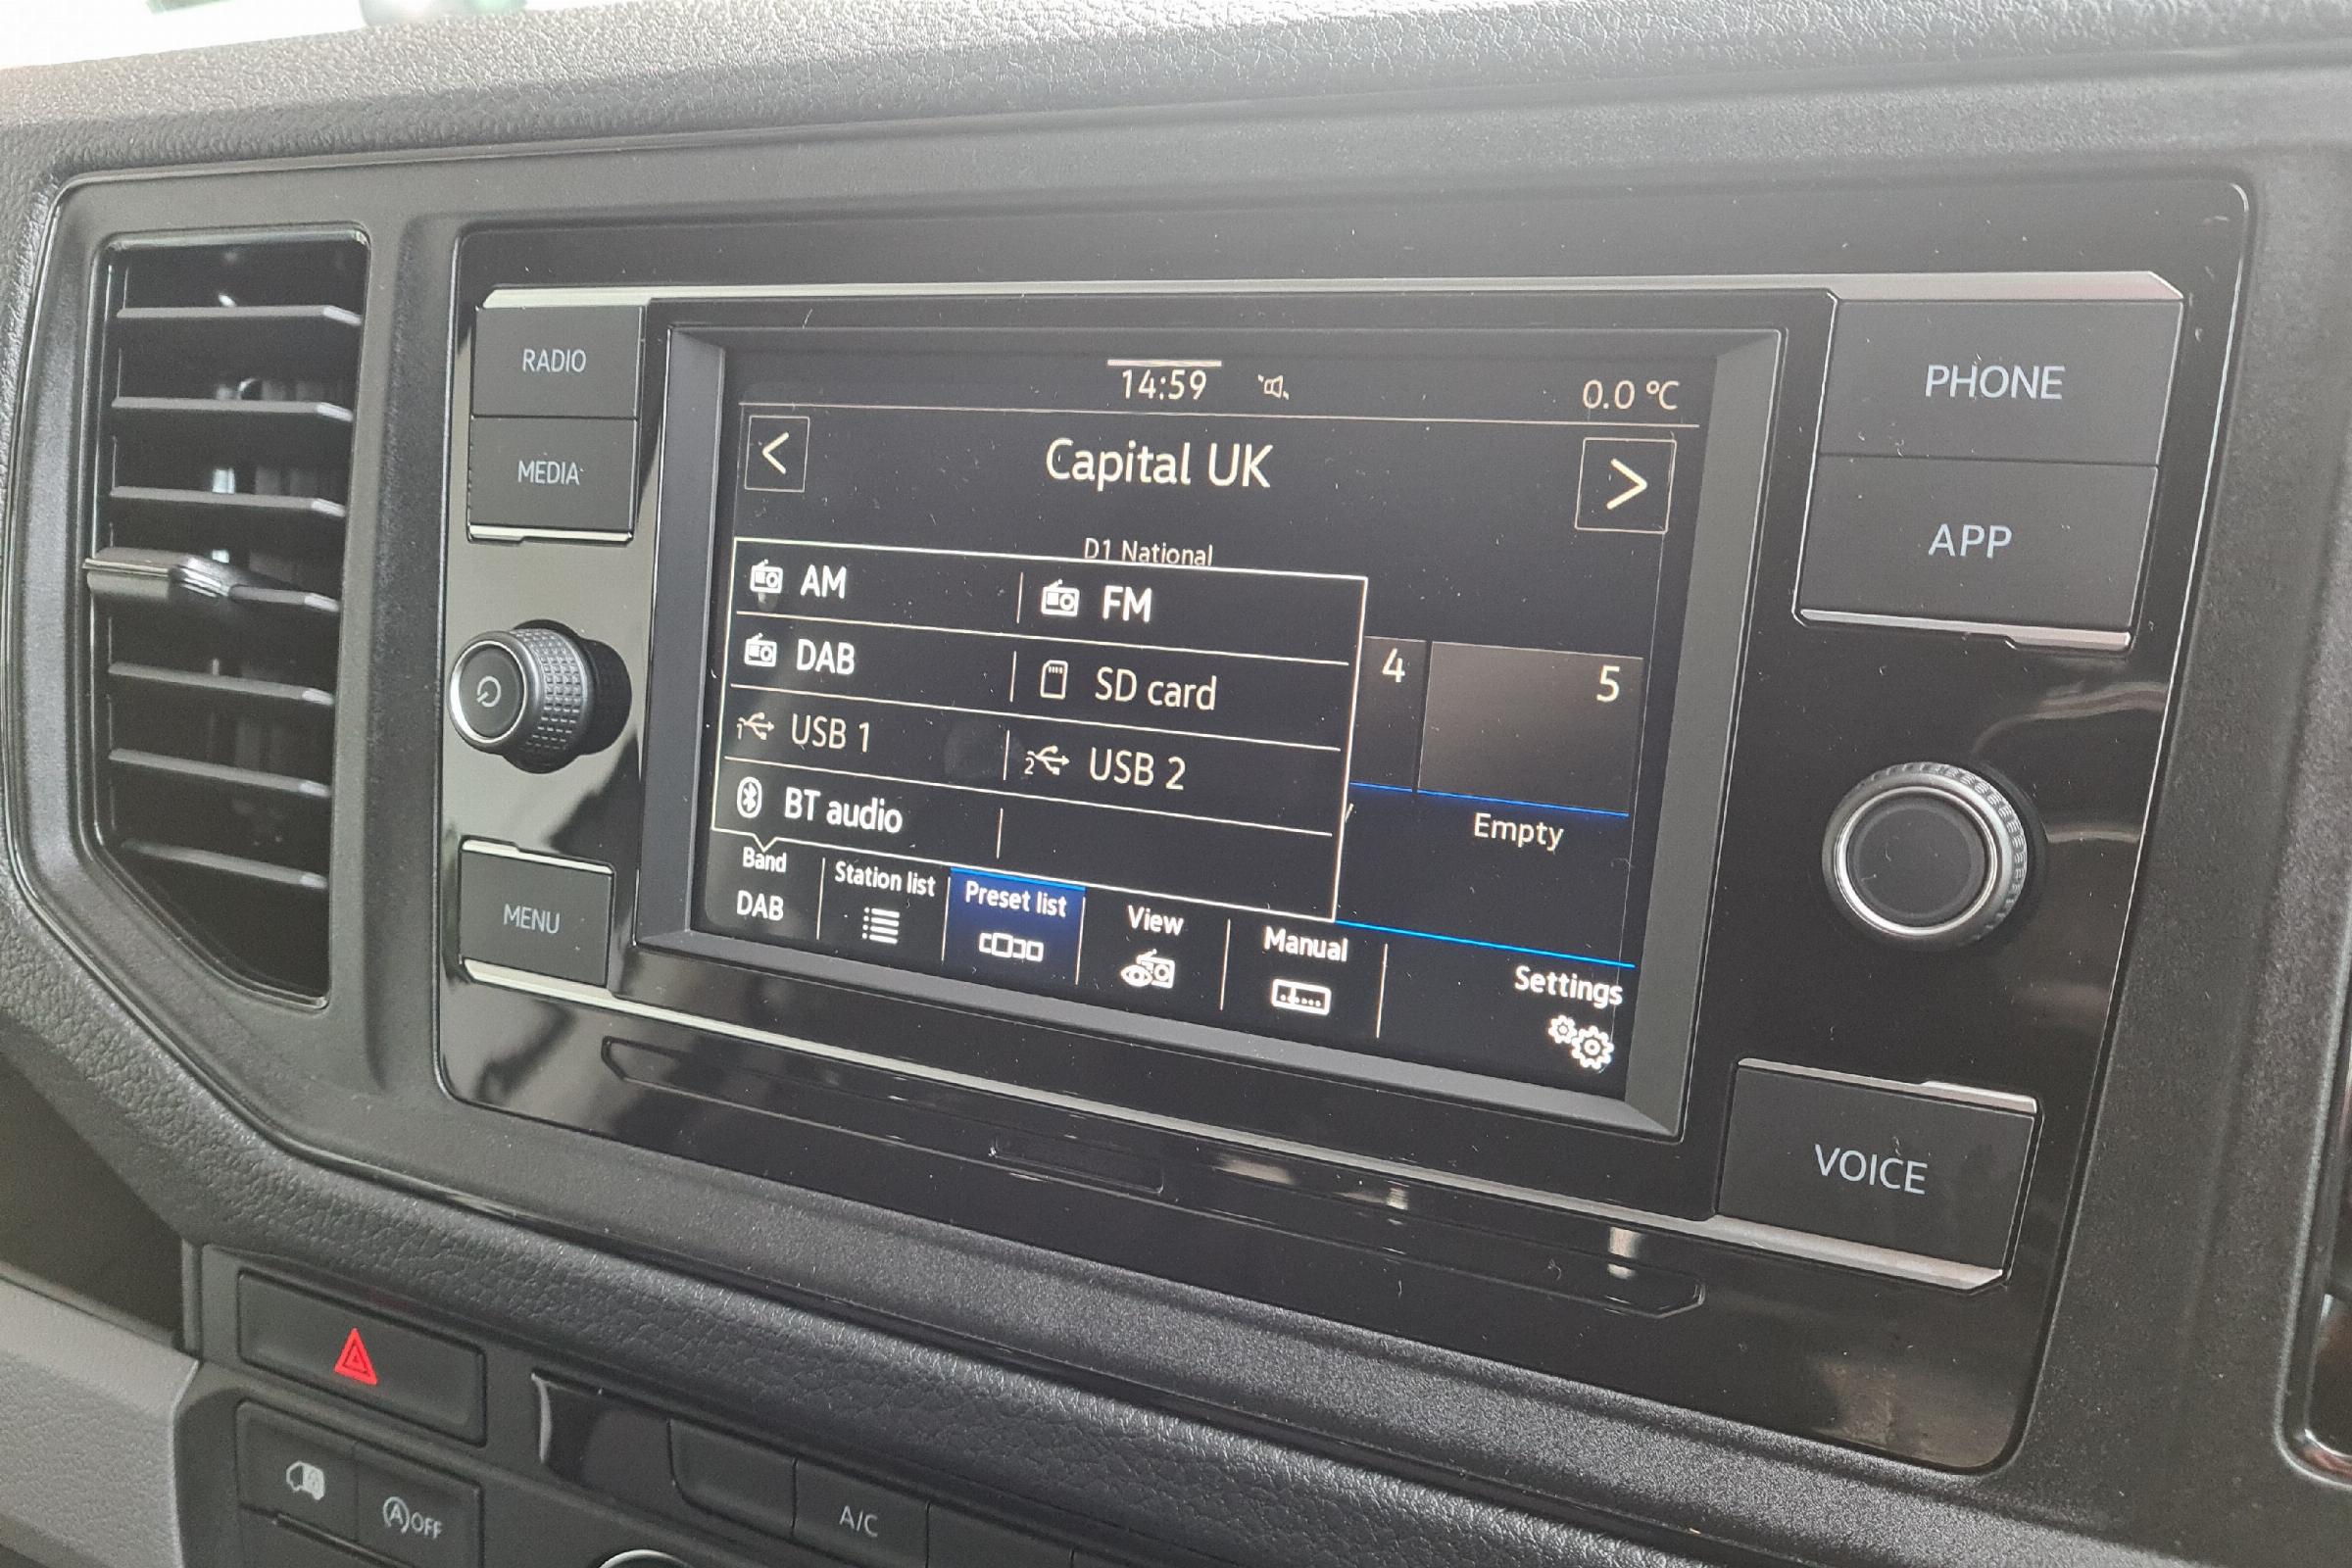 RADIO
MEDIA
MENU
14:59
0.0 °C
<
Capital UK
>
D1 National
AM
FM
DAB
SD card
1 USB 1
2 USB 2
BT audio
4
5
Empty
Band
DAB
Station list
Preset list
View
Manual
Settings
PHONE
APP
VOICE
(A)OFF
A/C